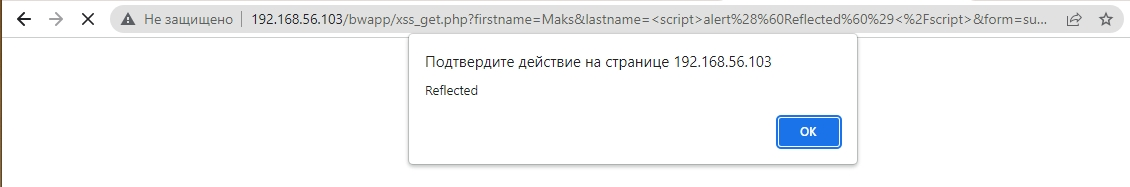 Не защищено 192.168.56.103/bwapp/xss_get.php?firstname=Maks&lastname=<script>alert%28%60Reflected%60%29<%2Fscript>&form=su...
Подтвердите действие на странице 192.168.56.103
Reflected
ОК